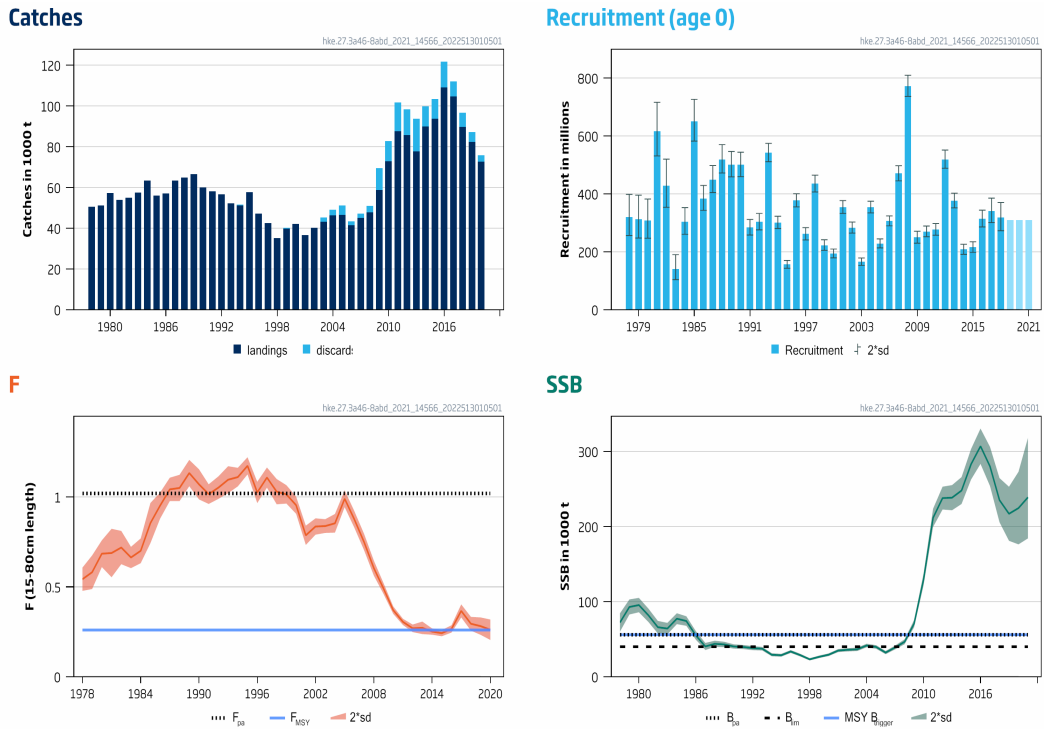 Catches
hke.27.3a46-8abd_2021_14566_2022513010501
Catches in 1000 t
120
100
80
60
40
20
0
1980 1986 1992 1998 2004 2010 2016
landings discards
Recruitment (age 0)
hke.27.3a46-8abd_2021_14566_2022513010501
Recruitment in millions
800
600
400
200
0
1979 1985 1991 1997 2003 2009 2015 2021
Recruitment 2*sd
F
hke.27.3a46-8abd_2021_14566_2022513010501
F (15-80cm length)
1
0.5
0
1978 1984 1990 1996 2002 2008 2014 2020
Fpa FMSY 2*sd
SSB
hke.27.3a46-8abd_2021_14566_2022513010501
SSB in 1000 t
300
200
100
0
1980 1986 1992 1998 2004 2010 2016
Bpa Blim MSY Btrigger 2*sd